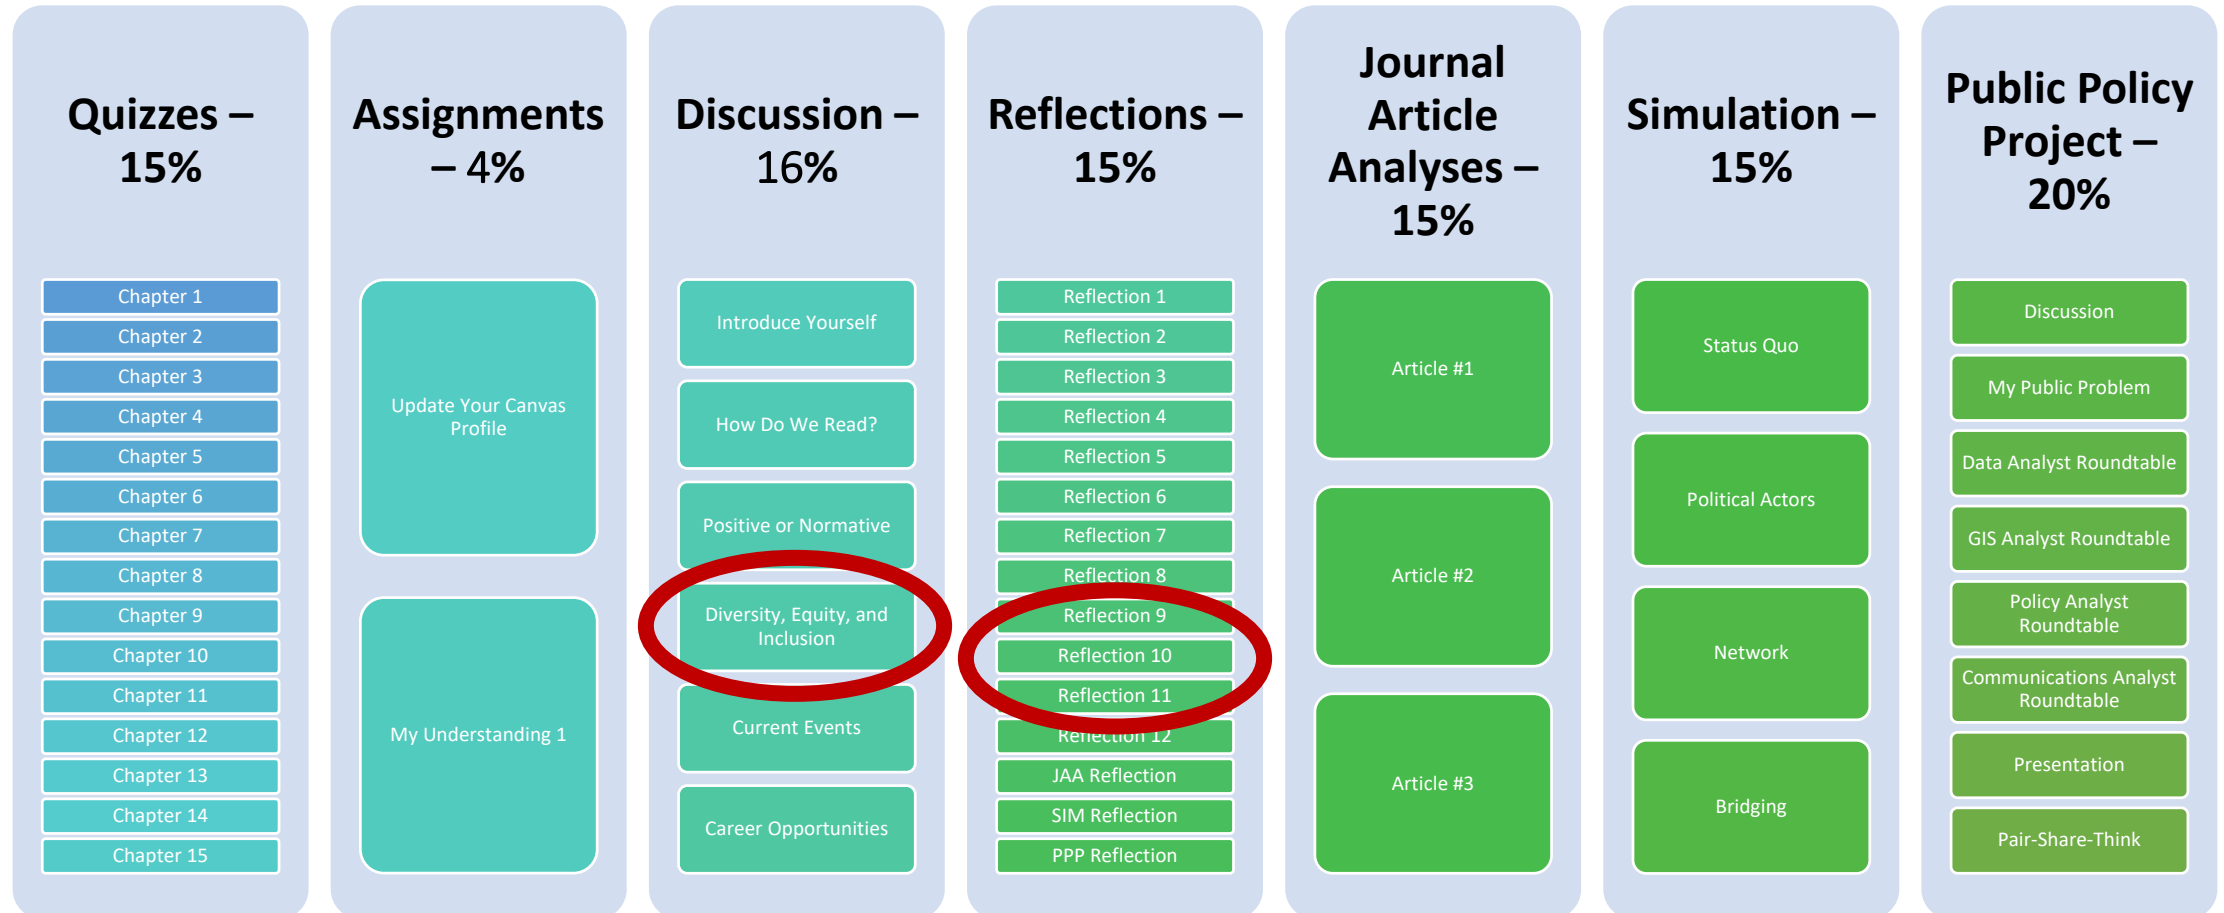 Quizzes –
15%
Chapter 1
Chapter 2
Chapter 3
Chapter 4
Chapter 5
Chapter 6
Chapter 7
Chapter 8
Chapter 9
Chapter 10
Chapter 11
Chapter 12
Chapter 13
Chapter 14
Chapter 15
Assignments
– 4%
Update Your Canvas
Profile
My Understanding 1
Discussion –
16%
Introduce Yourself
How Do We Read?
Positive or Normative
Diversity, Equity, and
Inclusion
Current Events
Career Opportunities
Reflections –
15%
Reflection 1
Reflection 2
Reflection 3
Reflection 4
Reflection 5
Reflection 6
Reflection 7
Reflection 8
Reflection 9
Reflection 10
Reflection 11
Reflection 12
JAA Reflection
SIM Reflection
PPP Reflection
Journal
Article
Analyses –
15%
Article #1
Article #2
Article #3
Simulation –
15%
Status Quo
Political Actors
Network
Bridging
Public Policy
Project –
20%
Discussion
My Public Problem
Data Analyst Roundtable
GIS Analyst Roundtable
Policy Analyst
Roundtable
Communications Analyst
Roundtable
Presentation
Pair-Share-Think